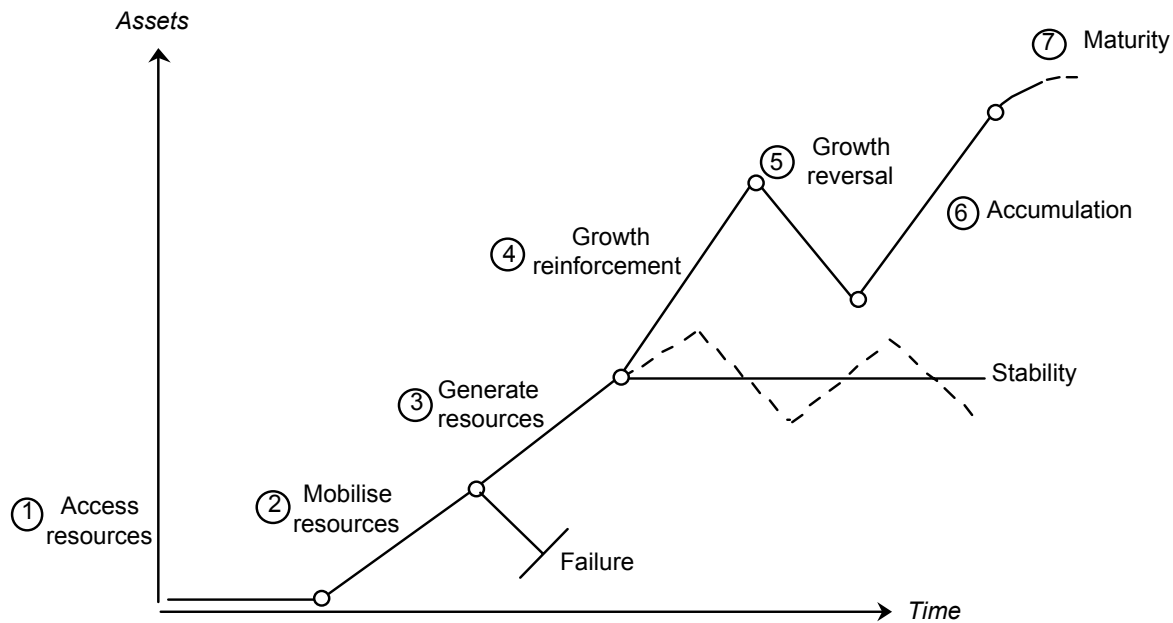 Assets
7 Maturity
5 Growth
reversal
6 Accumulation
4 Growth
reinforcement
Stability
3 Generate
resources
2 Mobilise
resources
1 Access
resources
Failure
Time